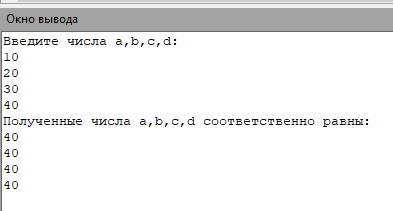 Окно вывода
Введите числа a,b,c,d:
10
20
30
40
Полученные числа a,b,c,d соответственно равны:
40
40
40
40